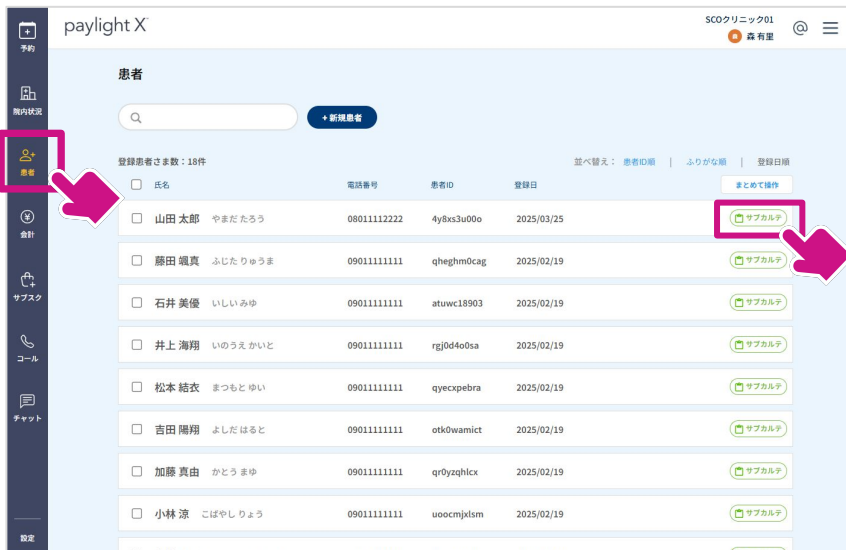 paylight X
SCOクリニック01
森 森 有里
予約
院内状況
患者
会計
サブスク
コール
チャット
設定
患者
+ 新規患者
登録患者さま数:18件
並べ替え: 患者ID順 | ふりがな順 | 登録日順
氏名 電話番号 患者ID 登録日 まとめて操作
山田 太郎 やまだ たろう 08011112222 4y8xs3u00o 2025/03/25 サブカルテ
藤田 颯真 ふじた りゅうま 09011111111 qheghm0cag 2025/02/19 サブカルテ
石井 美優 いしい みゆ 09011111111 atuwc18903 2025/02/19 サブカルテ
井上 海翔 いのうえ かいと 09011111111 rgj0d4o0sa 2025/02/19 サブカルテ
松本 結衣 まつもと ゆい 09011111111 qyecxpebra 2025/02/19 サブカルテ
吉田 陽翔 よしだ はると 09011111111 otk0wamict 2025/02/19 サブカルテ
加藤 真由 かとう まゆ 09011111111 qr0yzqhlcx 2025/02/19 サブカルテ
小林 涼 こばやし りょう 09011111111 uoocmjxlsm 2025/02/19 サブカルテ